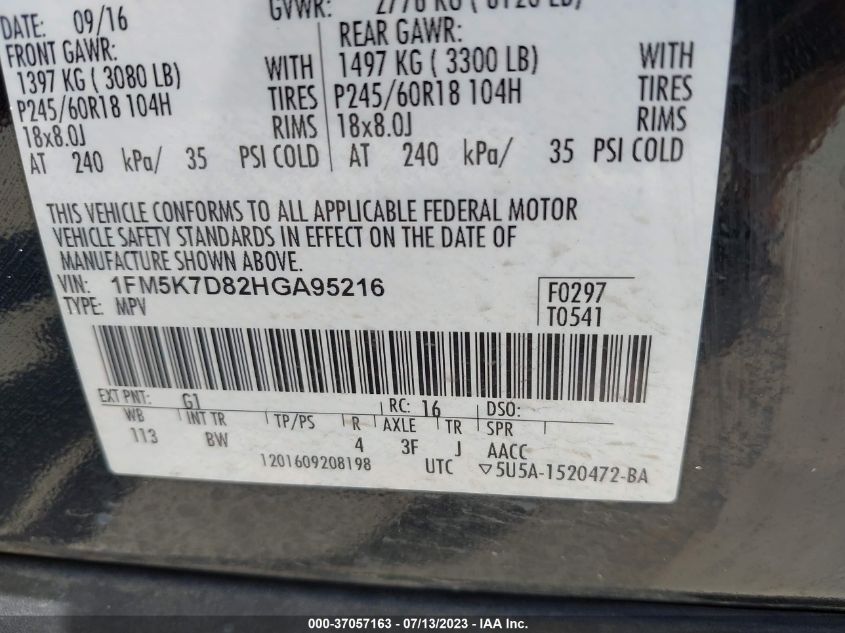 DATE: 09/16
GVWR:
FRONT GAWR:
REAR GAWR:
1397 KG ( 3080 LB) WITH
1497 KG ( 3300 LB) WITH
P245/60R18 104H TIRES
P245/60R18 104H TIRES
18x8.0J RIMS
18x8.0J RIMS
AT 240 kPa/ 35 PSI COLD
AT 240 kPa/ 35 PSI COLD
THIS VEHICLE CONFORMS TO ALL APPLICABLE FEDERAL MOTOR
VEHICLE SAFETY STANDARDS IN EFFECT ON THE DATE OF
MANUFACTURE SHOWN ABOVE.
VIN: 1FM5K7D82HGA95216
TYPE: MPV
F0297
T0541
EXT PNT: G1 RC: 16 DSO:
WB INT TR TP/PS R AXLE TR SPR
113 BW 4 3F J AACC
1201609208198 UTC ▽5U5A-1520472-BA
000-37057163 - 07/13/2023 - IAA Inc.